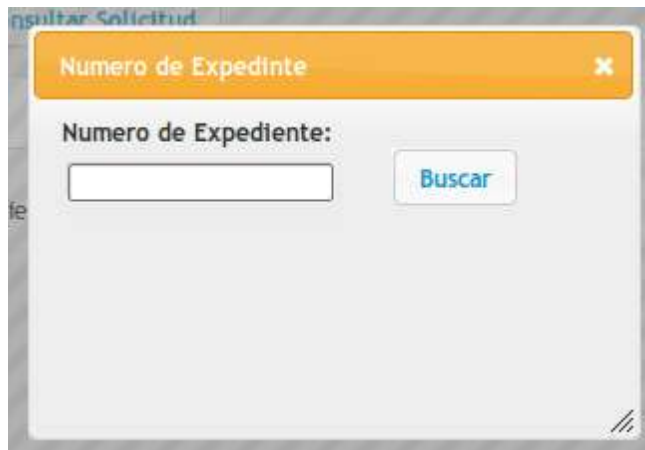 nsultar Solicitud
Numero de Expedinte
Numero de Expediente:
Buscar